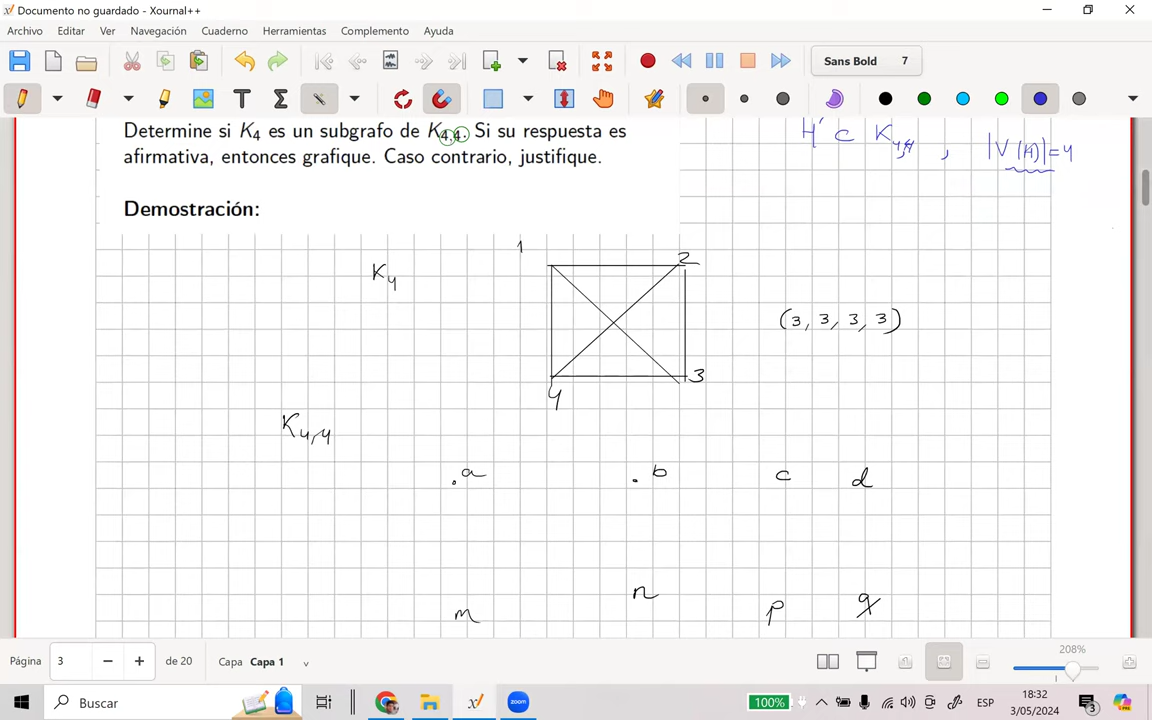 Documento no guardado - Xournal++
Archivo Editar Ver Navegación Cuaderno Herramientas Complemento Ayuda
Sans Bold 7
Determine si K4 es un subgrafo de K4,4. Si su respuesta es
afirmativa, entonces grafique. Caso contrario, justifique.
H' ⊂ K4,4 , |V(H)|=4
Demostración:
1
2
K4
(3, 3, 3, 3)
3
4
K4,4
a b c d
m n p q
Página 3 de 20 Capa Capa 1
208%
Buscar
zoom
100%
ESP
18:32
3/05/2024
3